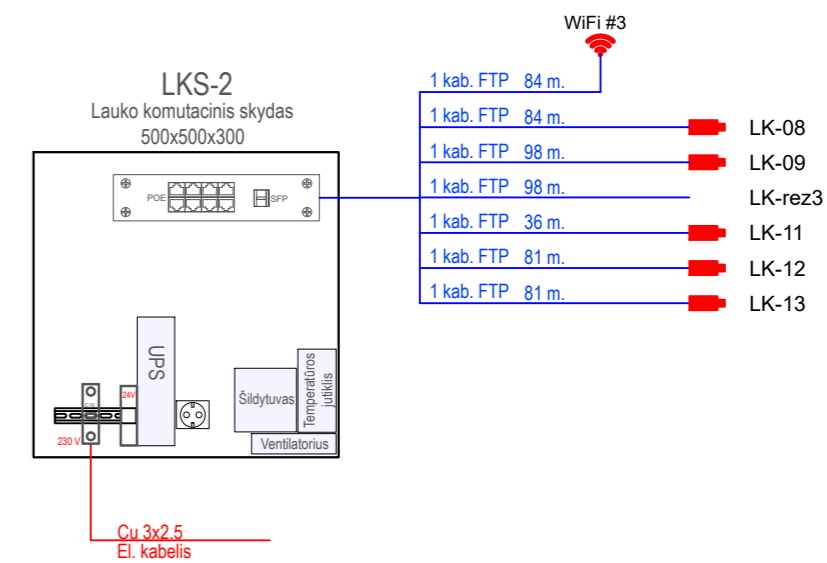 WiFi #3
LKS-2
Lauko komutacinis skydas
500x500x300
1 kab. FTP 84 m.
1 kab. FTP 84 m.
LK-08
1 kab. FTP 98 m.
LK-09
1 kab. FTP 98 m.
LK-rez3
1 kab. FTP 36 m.
LK-11
1 kab. FTP 81 m.
LK-12
1 kab. FTP 81 m.
LK-13
POE
SFP
UPS
Šildytuvas
Temperatūros
jutiklis
Ventilatorius
C10
24V
230 V
Cu 3x2.5
El. kabelis